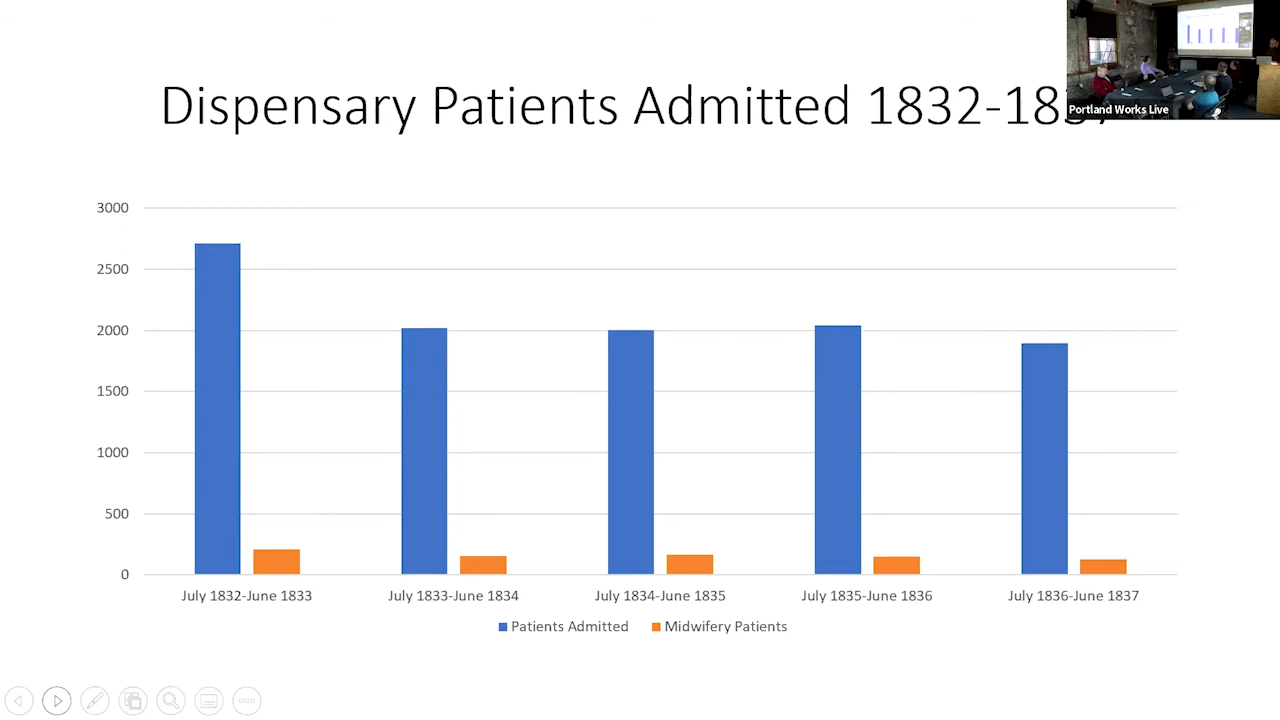 Dispensary Patients Admitted 1832-18
Portland Works Live
3000
2500
2000
1500
1000
500
0
July 1832-June 1833
July 1833-June 1834
July 1834-June 1835
July 1835-June 1836
July 1836-June 1837
Patients Admitted
Midwifery Patients